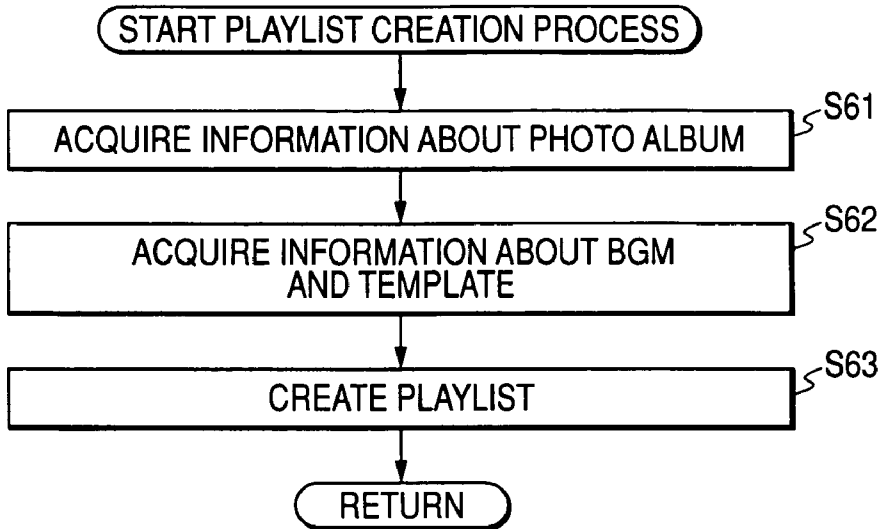 START PLAYLIST CREATION PROCESS
S61
ACQUIRE INFORMATION ABOUT PHOTO ALBUM
S62
ACQUIRE INFORMATION ABOUT BGM
AND TEMPLATE
S63
CREATE PLAYLIST
RETURN